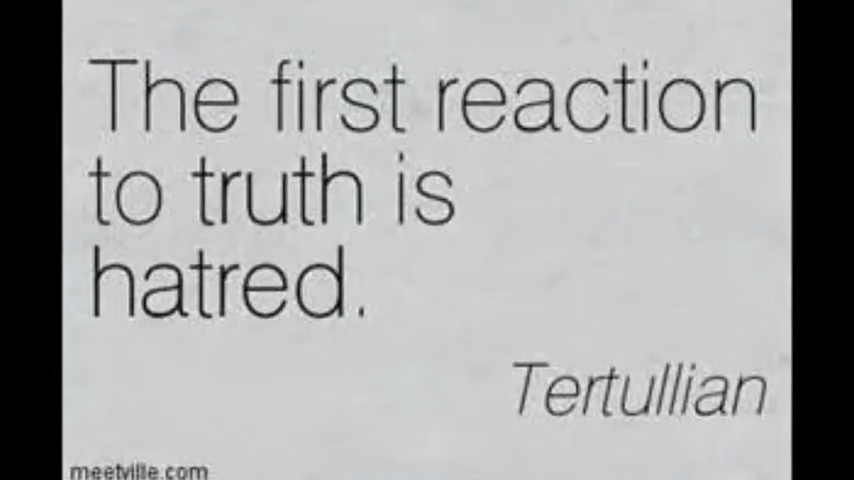 The first reaction
to truth is
hatred.
Tertullian
meetville.com